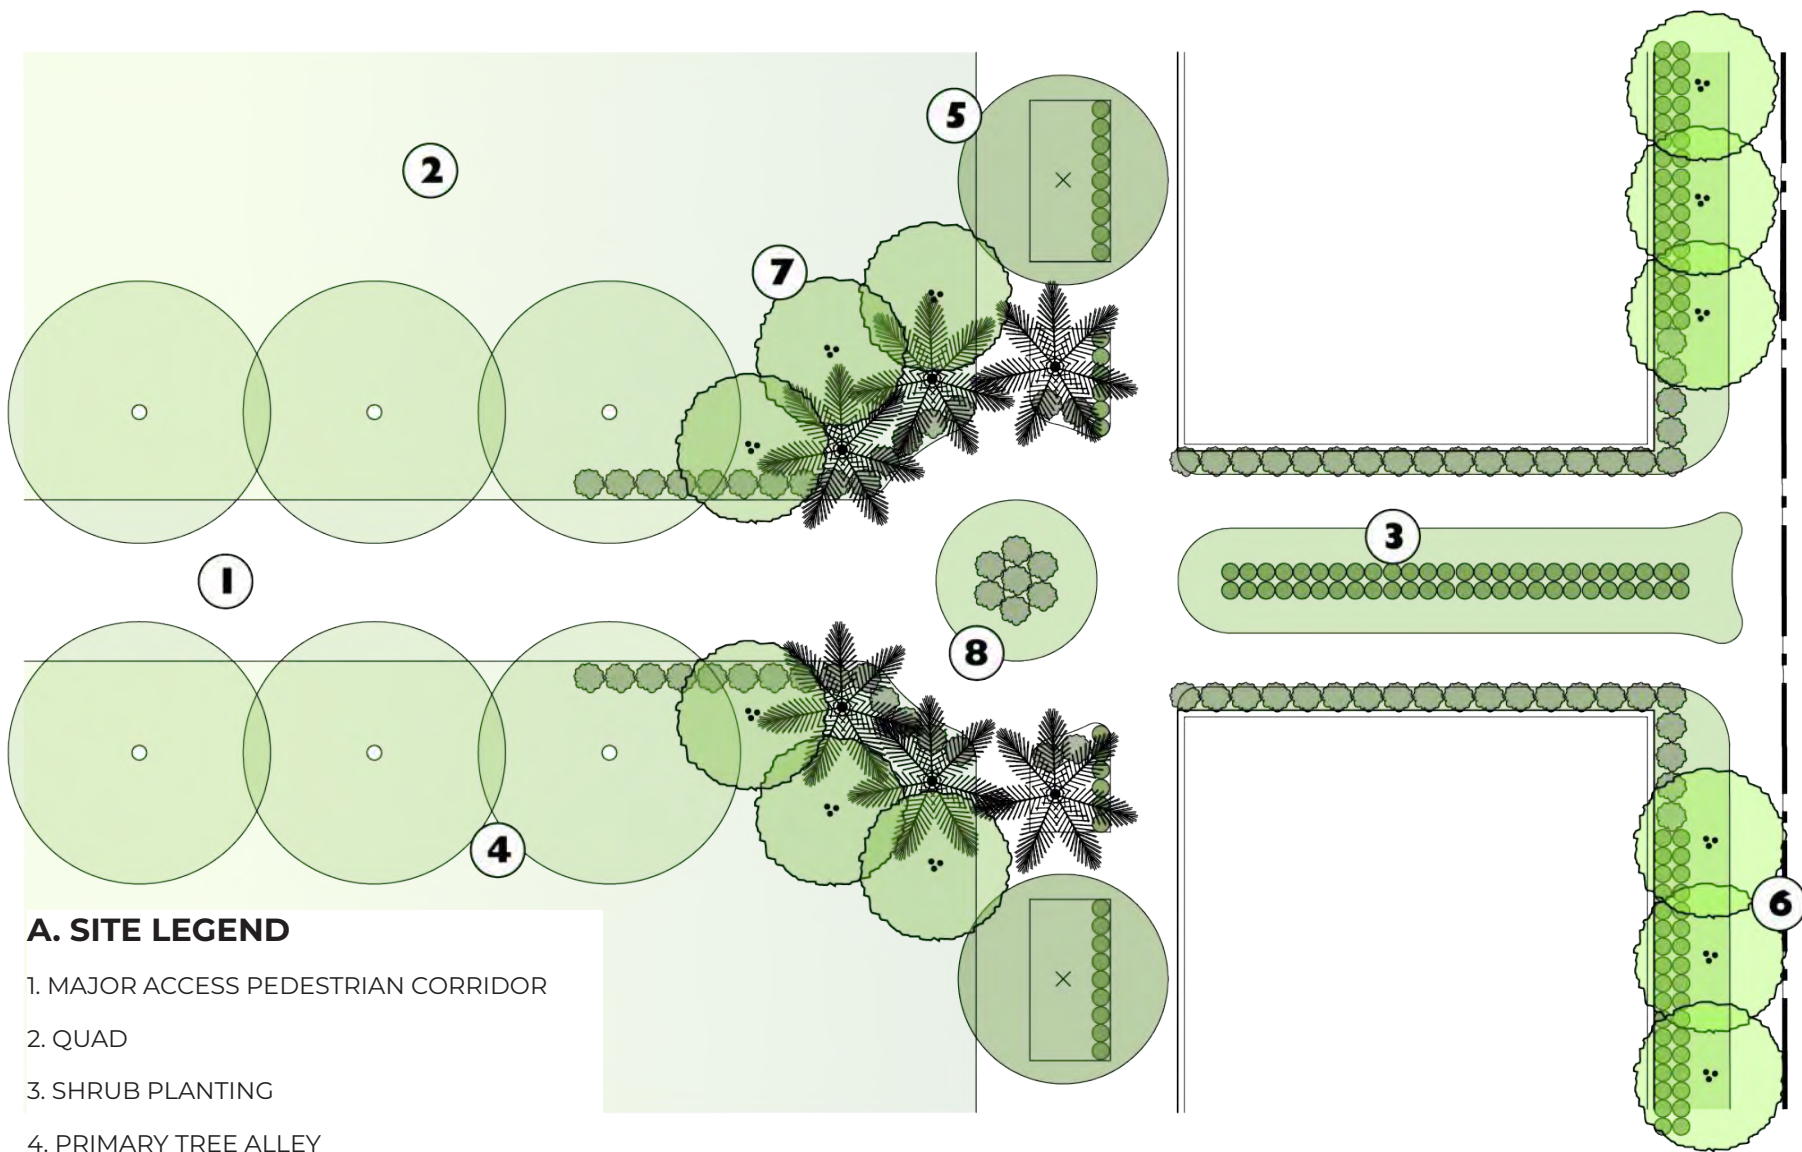 5
2
7
3
1
8
4
6
A. SITE LEGEND
1. MAJOR ACCESS PEDESTRIAN CORRIDOR
2. QUAD
3. SHRUB PLANTING
4. PRIMARY TREE ALLEY